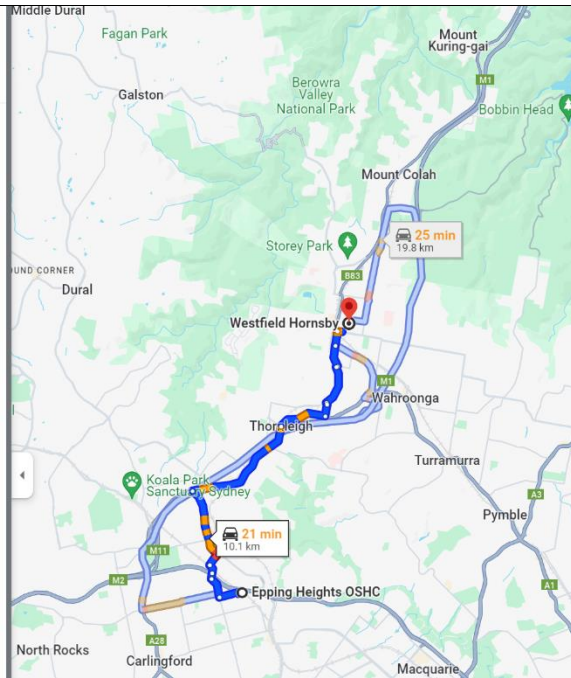 Middle Dural
Fagan Park
Mount
Kuring-gai
M1
Galston
Berowra
Valley
National Park
Bobbin Head
Mount Colah
Storey Park
25 min
19.8 km
OUND CORNER
B83
Dural
Westfield Hornsby
M1
Wahroonga
Thornleigh
Turramurra
Koala Park
Sanctuary Sydney
A3
Pymble
21 min
10.1 km
M11
M2
Epping Heights OSHC
A1
North Rocks
A28
Carlingford
Macquarie